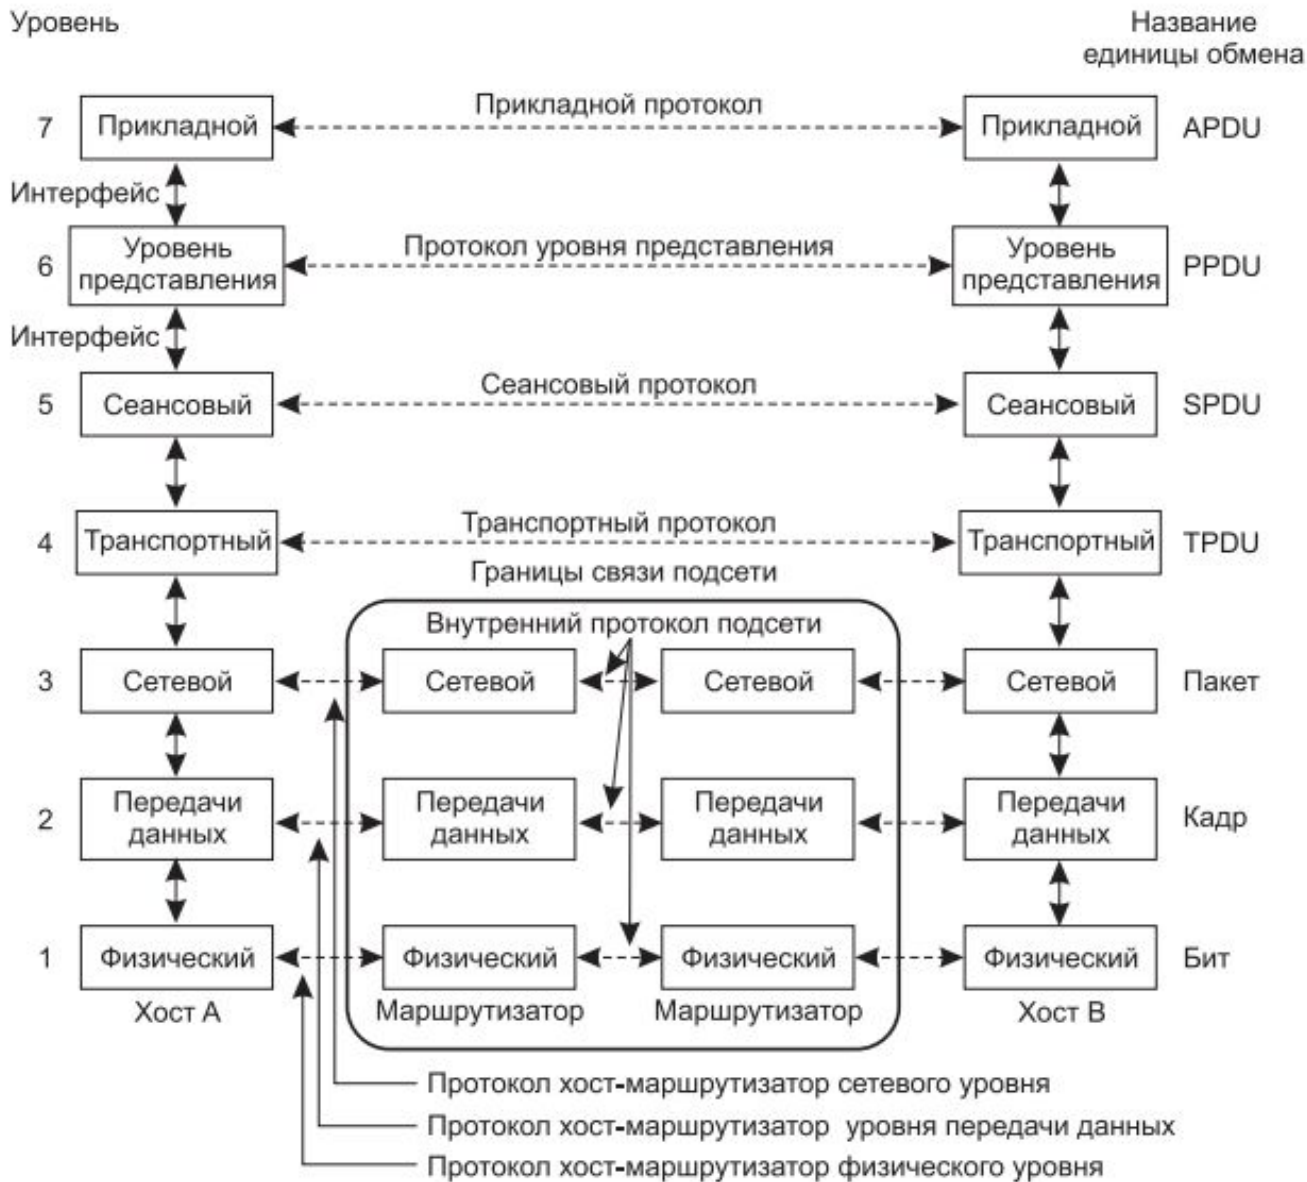 Уровень
Название
единицы обмена
7
Прикладной
Прикладной протокол
Прикладной
APDU
Интерфейс
6
Уровень
представления
Протокол уровня представления
Уровень
представления
PPDU
Интерфейс
5
Сеансовый
Сеансовый протокол
Сеансовый
SPDU
4
Транспортный
Транспортный протокол
Транспортный
TPDU
Границы связи подсети
Внутренний протокол подсети
3
Сетевой
Сетевой
Сетевой
Сетевой
Пакет
2
Передачи
данных
Передачи
данных
Передачи
данных
Передачи
данных
Кадр
1
Физический
Физический
Физический
Физический
Бит
Хост А
Маршрутизатор
Маршрутизатор
Хост В
Протокол хост-маршрутизатор сетевого уровня
Протокол хост-маршрутизатор уровня передачи данных
Протокол хост-маршрутизатор физического уровня